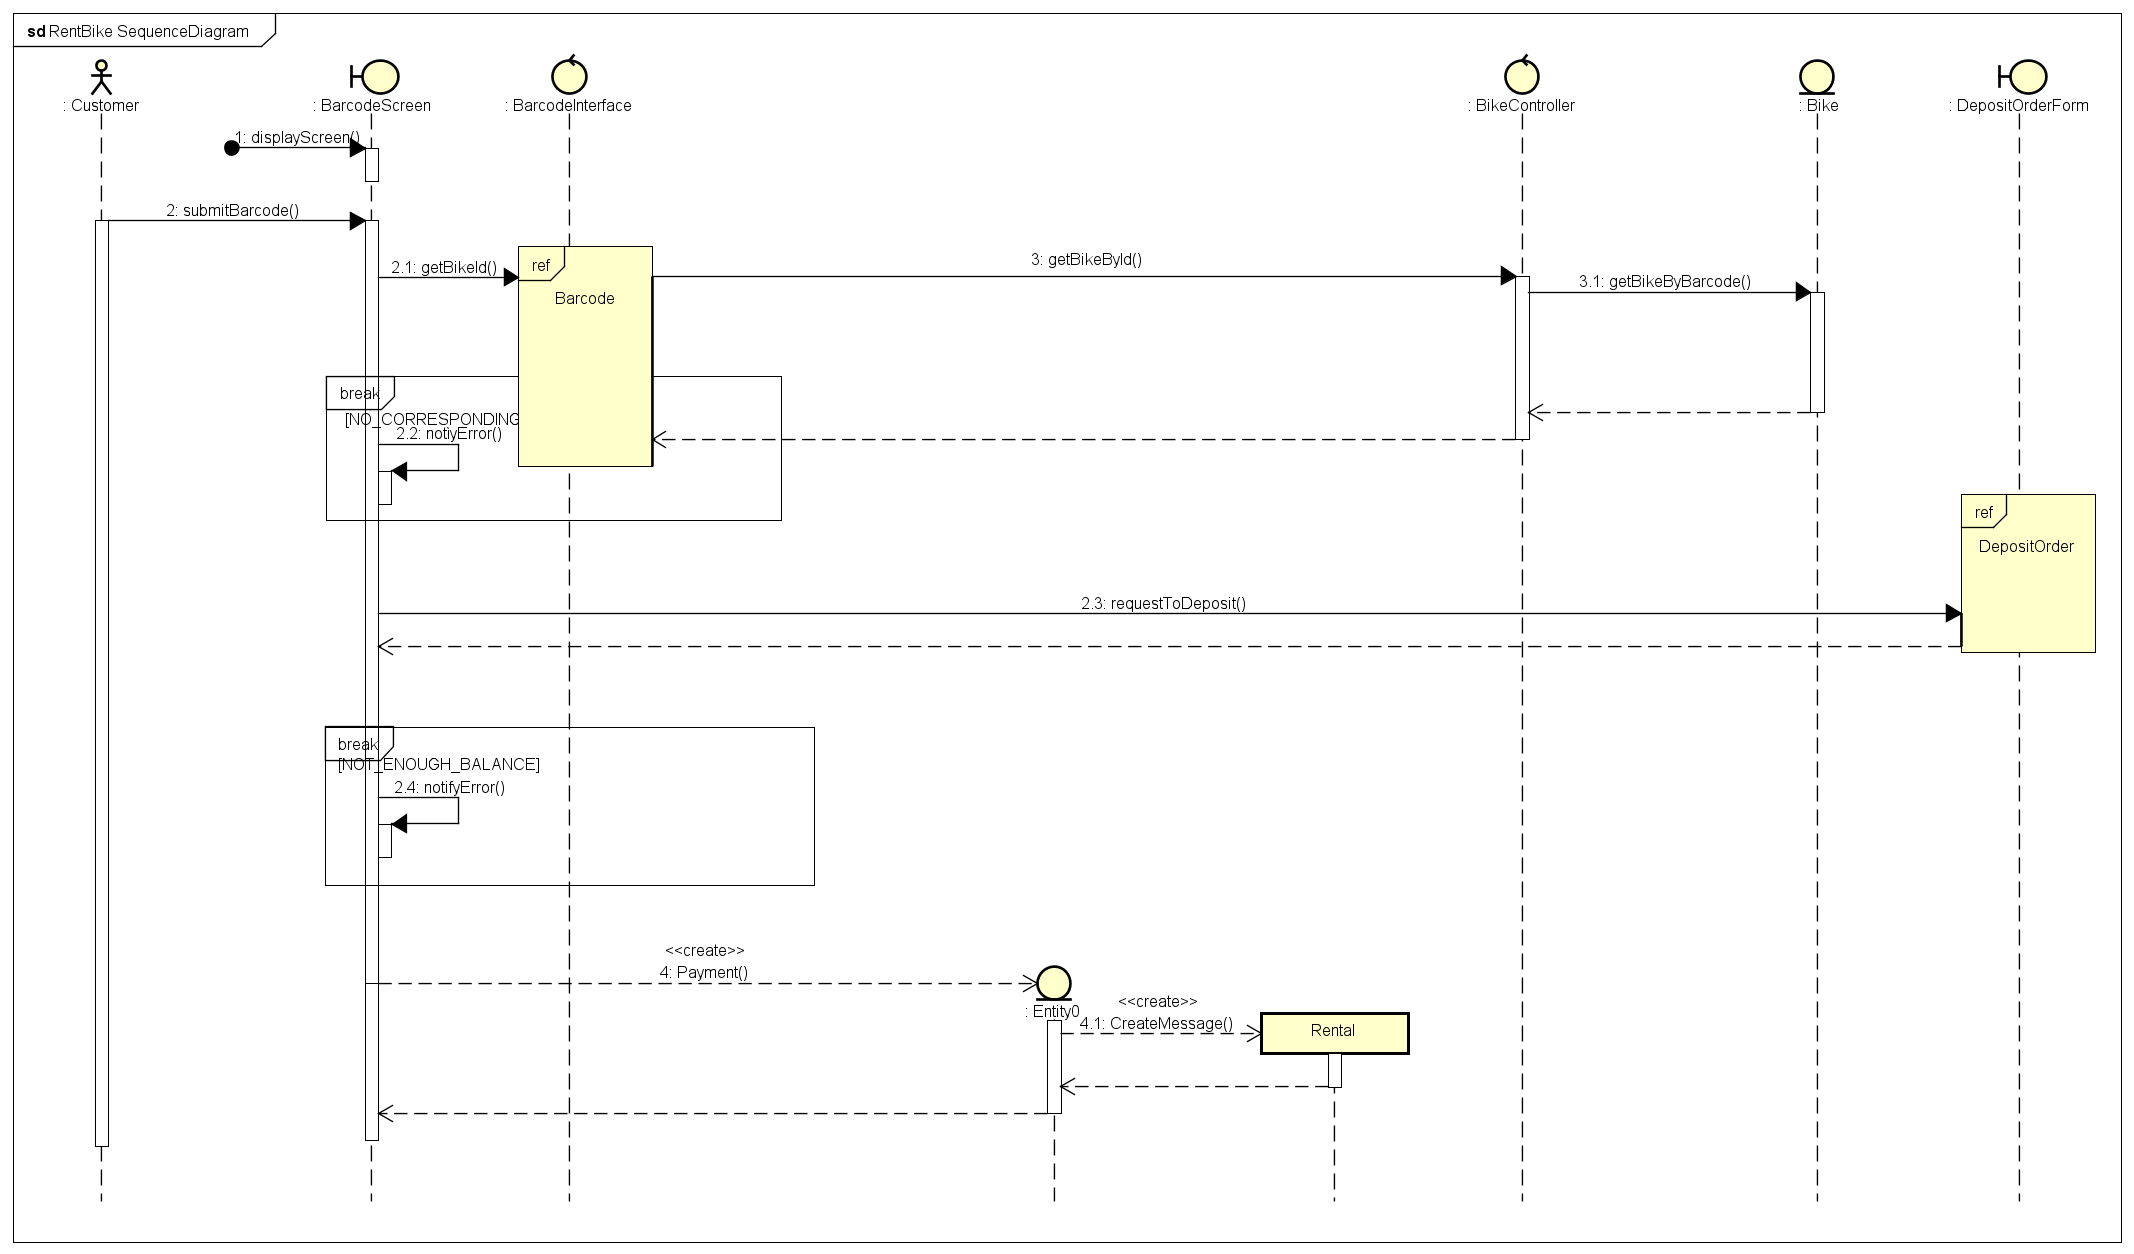 sd RentBike SequenceDiagram
: Customer
: BarcodeScreen
: BarcodeInterface
: BikeController
: Bike
: DepositOrderForm
1: displayScreen()
2: submitBarcode()
2.1: getBikeId()
ref
Barcode
3: getBikeById()
3.1: getBikeByBarcode()
break
[NO_CORRESPONDING
2.2: notiyError()
ref
DepositOrder
2.3: requestToDeposit()
break
[NOT_ENOUGH_BALANCE]
2.4: notifyError()
<<create>>
4: Payment()
: Entity0
<<create>>
4.1: CreateMessage()
Rental